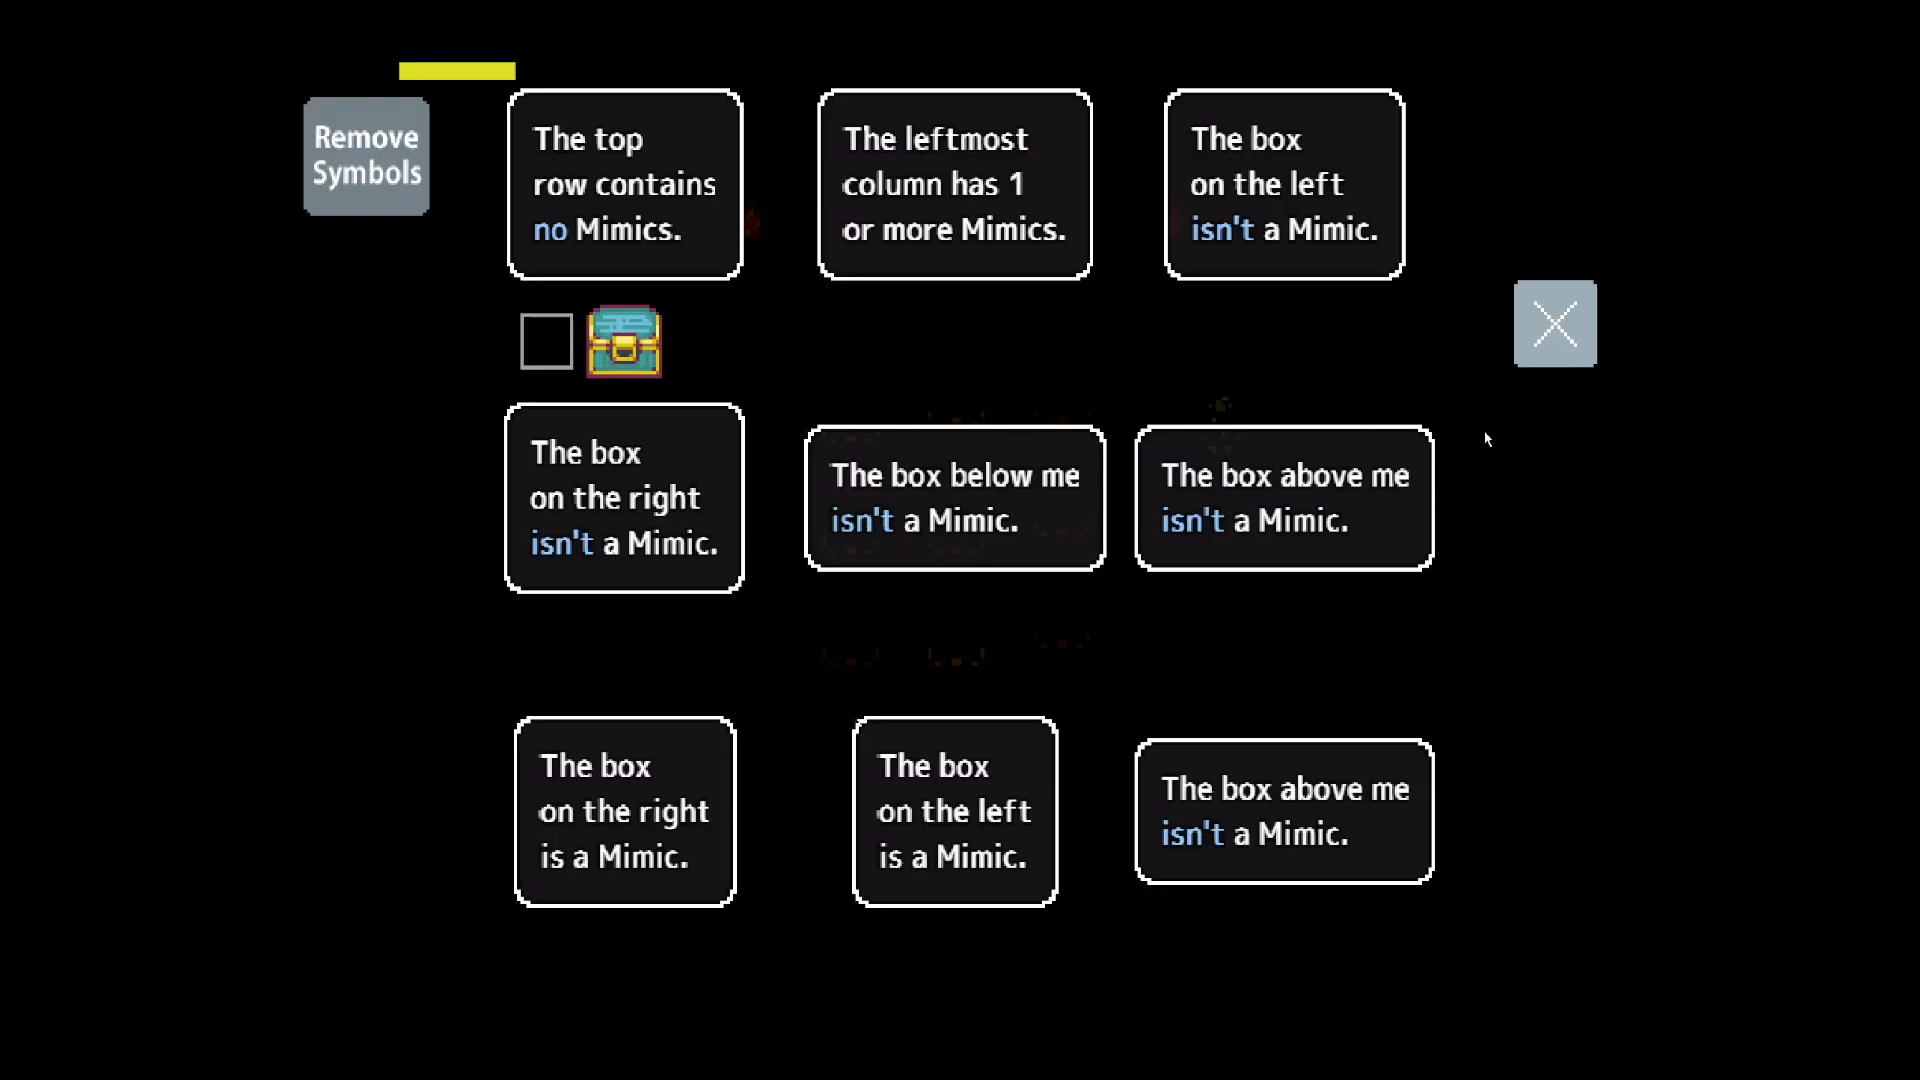 Remove
Symbols
The top
row contains
no Mimics.
The leftmost
column has 1
or more Mimics.
The box
on the left
isn't a Mimic.
The box
on the right
isn't a Mimic.
The box below me
isn't a Mimic.
The box above me
isn't a Mimic.
The box
on the right
is a Mimic.
The box
on the left
is a Mimic.
The box above me
isn't a Mimic.